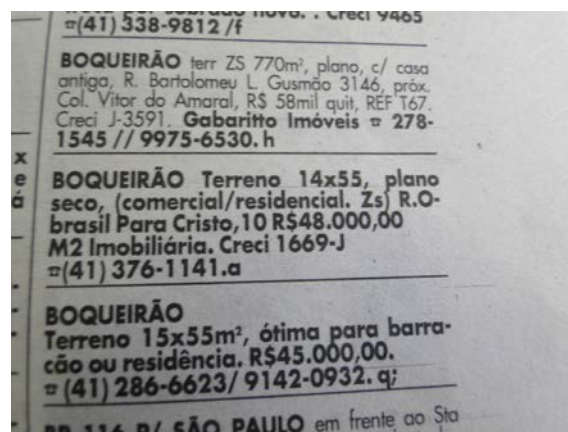 ☎(41) 338-9812 /f
BOQUEIRÃO terr ZS 770m², plano, c/ casa
antiga, R. Bartolomeu L. Gusmão 3146, próx.
Col. Vitor do Amaral, R$ 58mil quit, REF T67.
Creci J-3591. Gabaritto Imóveis ☎ 278-
1545 // 9975-6530. h
BOQUEIRÃO Terreno 14x55, plano
seco, (comercial/residencial. Zs) R.O-
brasil Para Cristo,10 R$48.000,00
M2 Imobiliária. Creci 1669-J
☎(41) 376-1141.a
BOQUEIRÃO
Terreno 15x55m², ótima para barra-
cão ou residência. R$45.000,00.
☎ (41) 286-6623/ 9142-0932. q;
BR 116 P/ SÃO PAULO em frente ao Sta